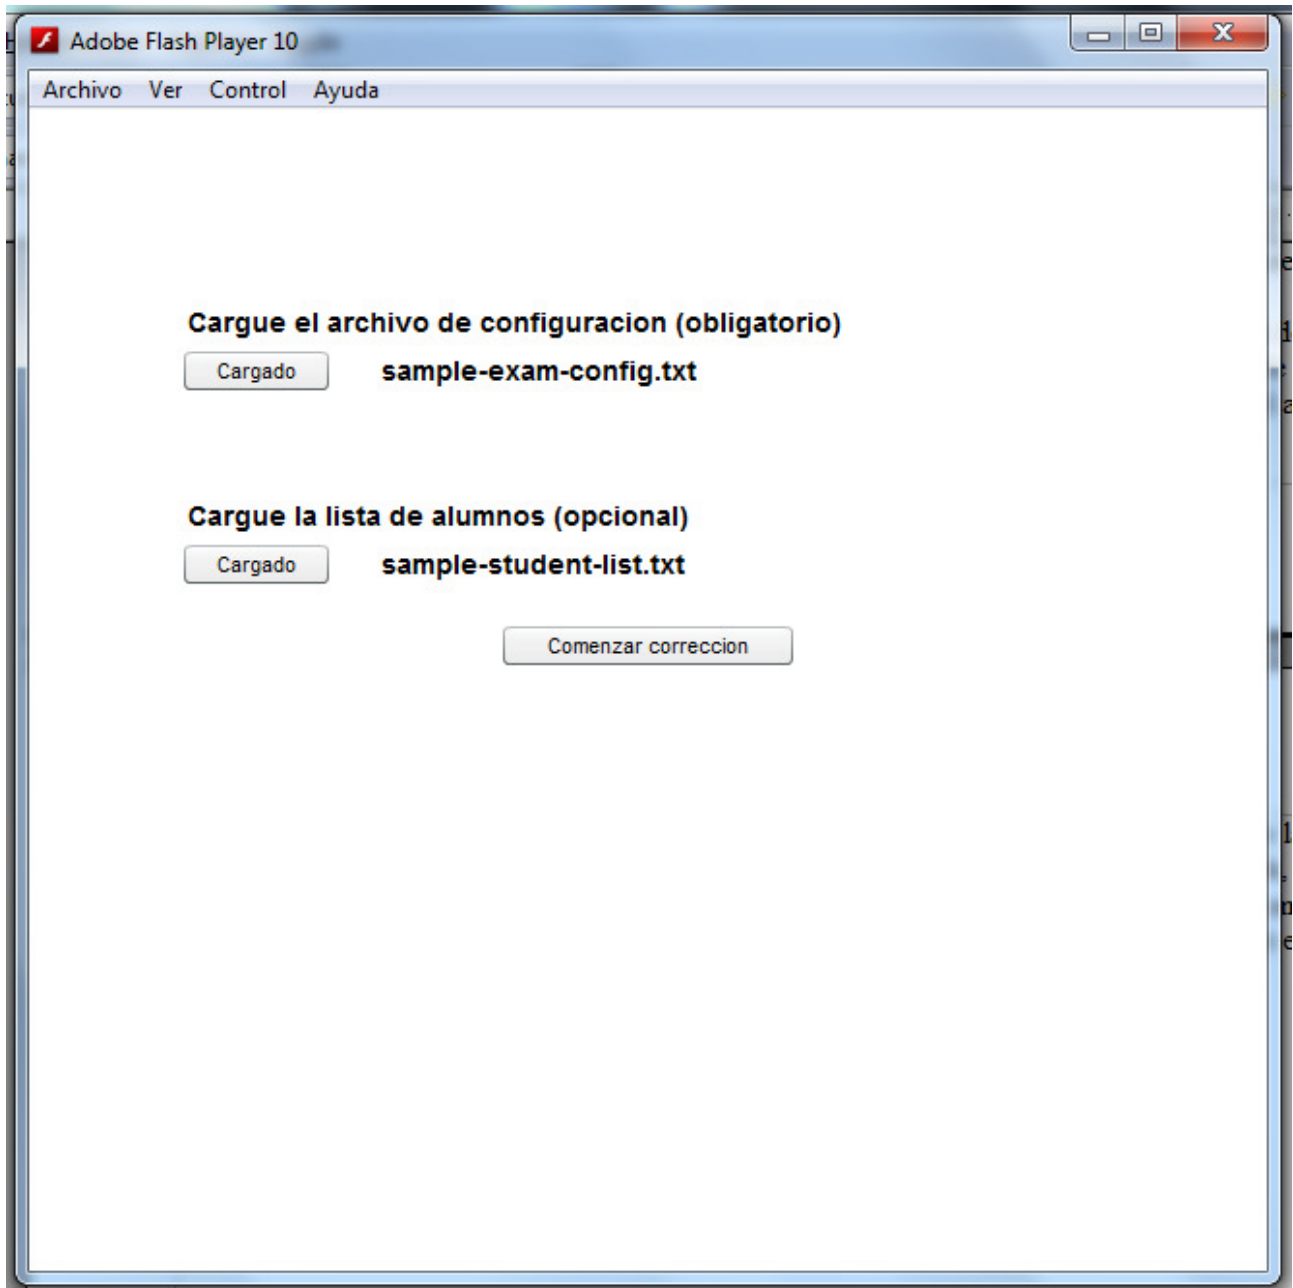 Adobe Flash Player 10
Archivo Ver Control Ayuda
Cargue el archivo de configuracion (obligatorio)
Cargado sample-exam-config.txt
Cargue la lista de alumnos (opcional)
Cargado sample-student-list.txt
Comenzar correccion